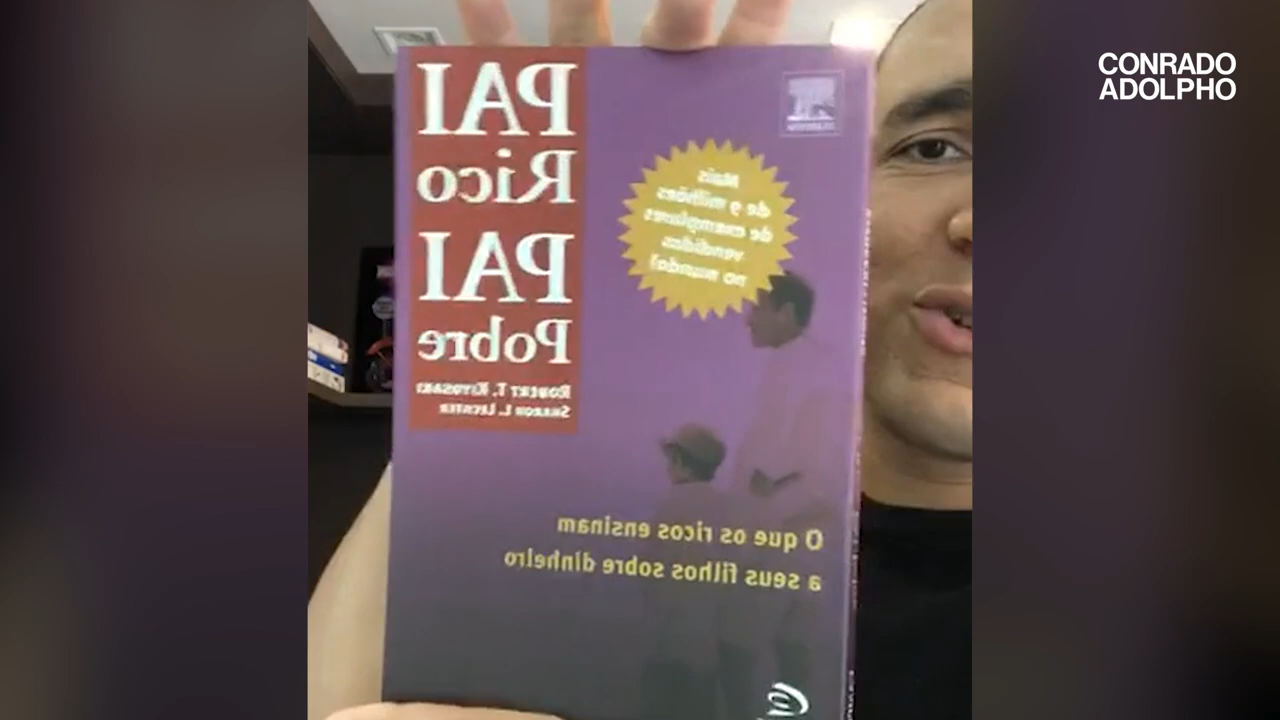 CONRADO
ADOLPHO
PAI
Rico
PAI
Pobre
ROBERT T. KIYOSAKI
SHARON L. LECHTER
Mais
de 9 milhões
de exemplares
vendidos
no mundo!
O que os ricos ensinam
a seus filhos sobre dinheiro